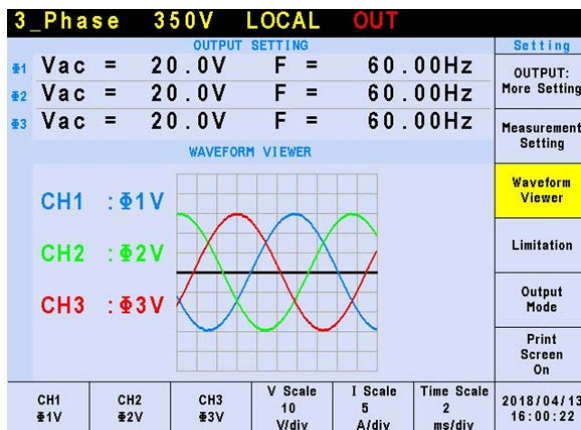 3_Phase 350V LOCAL OUT
OUTPUT SETTING
Φ1 Vac = 20.0V F = 60.00Hz
Φ2 Vac = 20.0V F = 60.00Hz
Φ3 Vac = 20.0V F = 60.00Hz
WAVEFORM VIEWER
CH1 :Φ1V
CH2 :Φ2V
CH3 :Φ3V
Setting
OUTPUT:
More Setting
Measurement
Setting
Waveform
Viewer
Limitation
Output
Mode
Print
Screen
On
CH1
Φ1V
CH2
Φ2V
CH3
Φ3V
V Scale
10
V/div
I Scale
5
A/div
Time Scale
2
ms/div
2018/04/13
16:00:22